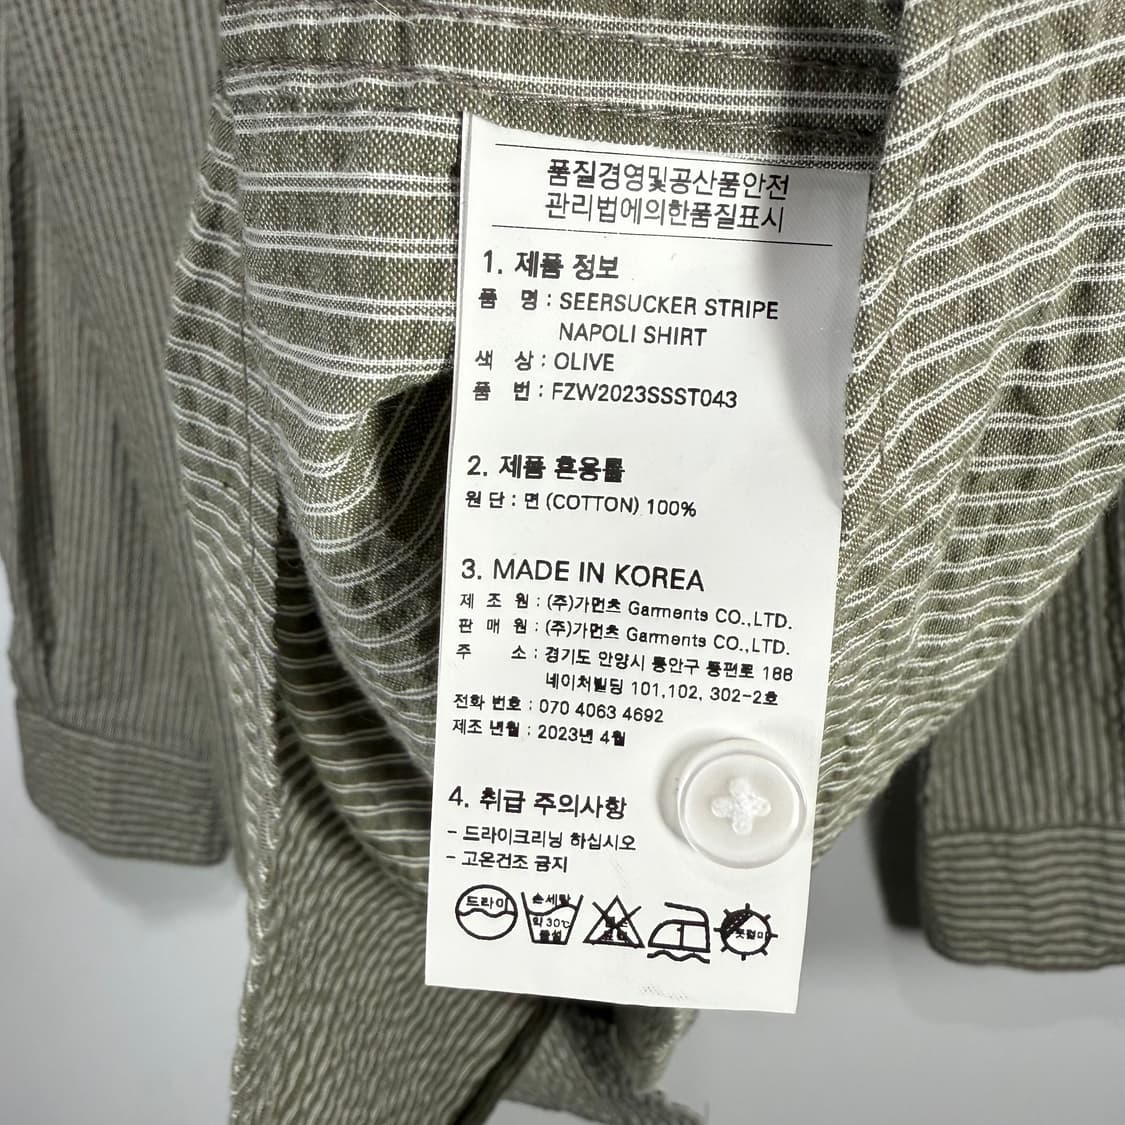 품질경영및공산품안전
관리법에의한품질표시
1. 제품 정보
품 명 : SEERSUCKER STRIPE
NAPOLI SHIRT
색 상 : OLIVE
품 번 : FZW2023SSST043
2. 제품 혼용률
원 단 : 면 (COTTON) 100%
3. MADE IN KOREA
제 조 원 : (주)가먼츠 Garments CO.,LTD.
판 매 원 : (주)가먼츠 Garments CO.,LTD.
주 소 : 경기도 안양시 동안구 동편로 188
네이처빌딩 101,102, 302-2호
전화 번호 : 070 4063 4692
제조 년월 : 2023년 4월
4. 취급 주의사항
- 드라이크리닝 하십시오
- 고온건조 금지
드라이
손세탁
약 30℃
중성
1